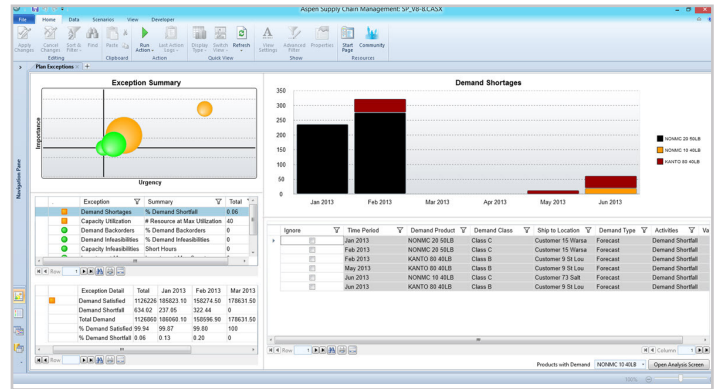 Aspen Supply Chain Management: SP_V8-8.CASX
File Home Data Scenarios View Developer
Apply Changes Cancel Changes Sort & Filter Find Paste Run Action Last Action Logs Display Type Switch View Refresh View Settings Advanced Filter Properties Start Page Community
Editing Clipboard Action Quick View Show Resources
Plan Exceptions
Navigation Pane
Exception Summary
Importance
Urgency
Demand Shortages
350
300
250
200
150
100
50
0
Jan 2013 Feb 2013 Mar 2013 Apr 2013 May 2013 Jun 2013
NONMC 20 50LB
NONMC 10 40LB
KANTO 80 40LB
Exception Summary Total
Demand Shortages % Demand Shortfall 0.06
Capacity Utilization # Resource at Max Utilization 40
Demand Backorders % Demand Backorders 0
Demand Infeasibilities % Demand Infeasibilities 0
Capacity Infeasibilities Short Hours 0
Row 1
Exception Detail Total Jan 2013 Feb 2013 Mar 2013
Demand Satisfied 1126226 185823.10 158274.50 178631.50
Demand Shortfall 634.02 237.05 322.44 0
Total Demand 1126860 186060.10 158596.90 178631.50
% Demand Satisfied 99.94 99.87 99.80 100
% Demand Shortfall 0.06 0.13 0.20 0
Row
Ignore Time Period Demand Product Demand Class Ship to Location Demand Type Activities Va
Jan 2013 NONMC 20 50LB Class C Customer 15 Warsa Forecast Demand Shortfall
Feb 2013 NONMC 20 50LB Class C Customer 15 Warsa Forecast Demand Shortfall
Feb 2013 KANTO 80 40LB Class B Customer 9 St Lou Forecast Demand Shortfall
May 2013 KANTO 80 40LB Class B Customer 9 St Lou Forecast Demand Shortfall
Jun 2013 NONMC 10 40LB Class C Customer 73 Salt Forecast Demand Shortfall
Jun 2013 KANTO 80 40LB Class B Customer 9 St Lou Forecast Demand Shortfall
Row 1 Column 1
Products with Demand NONMC 10 40LB Open Analysis Screen
100%